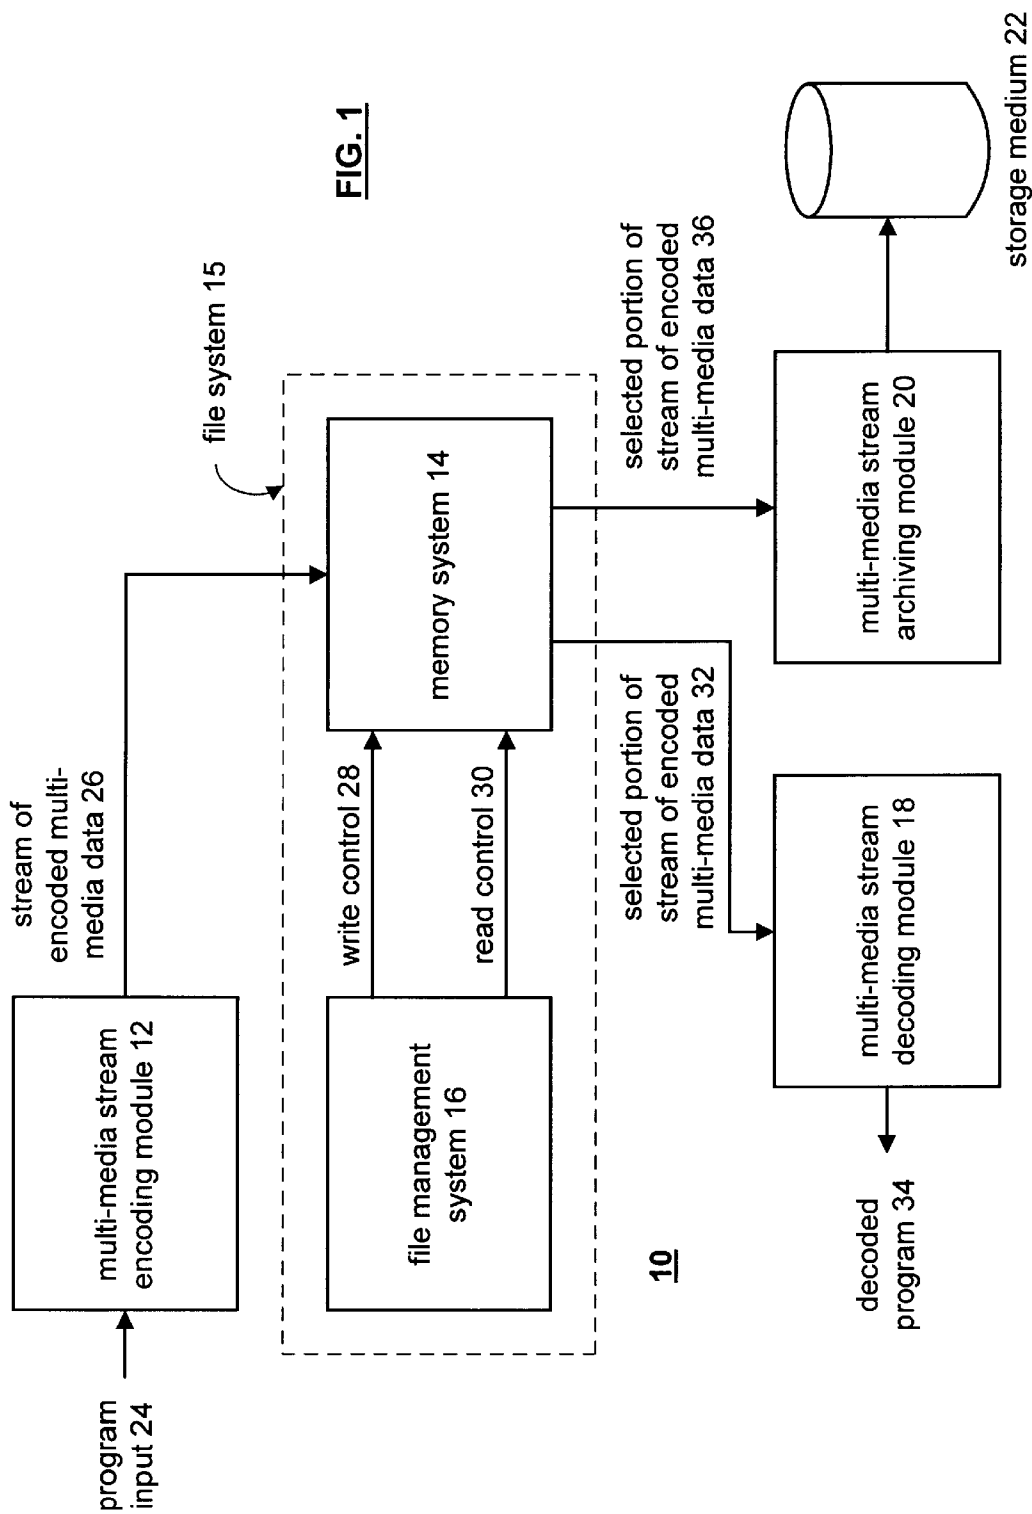 program
input 24
multi-media stream
encoding module 12
stream of
encoded multi-
media data 26
file system 15
FIG. 1
file management
system 16
write control 28
read control 30
memory system 14
10
selected portion of
stream of encoded
multi-media data 32
selected portion of
stream of encoded
multi-media data 36
decoded
program 34
multi-media stream
decoding module 18
multi-media stream
archiving module 20
storage medium 22